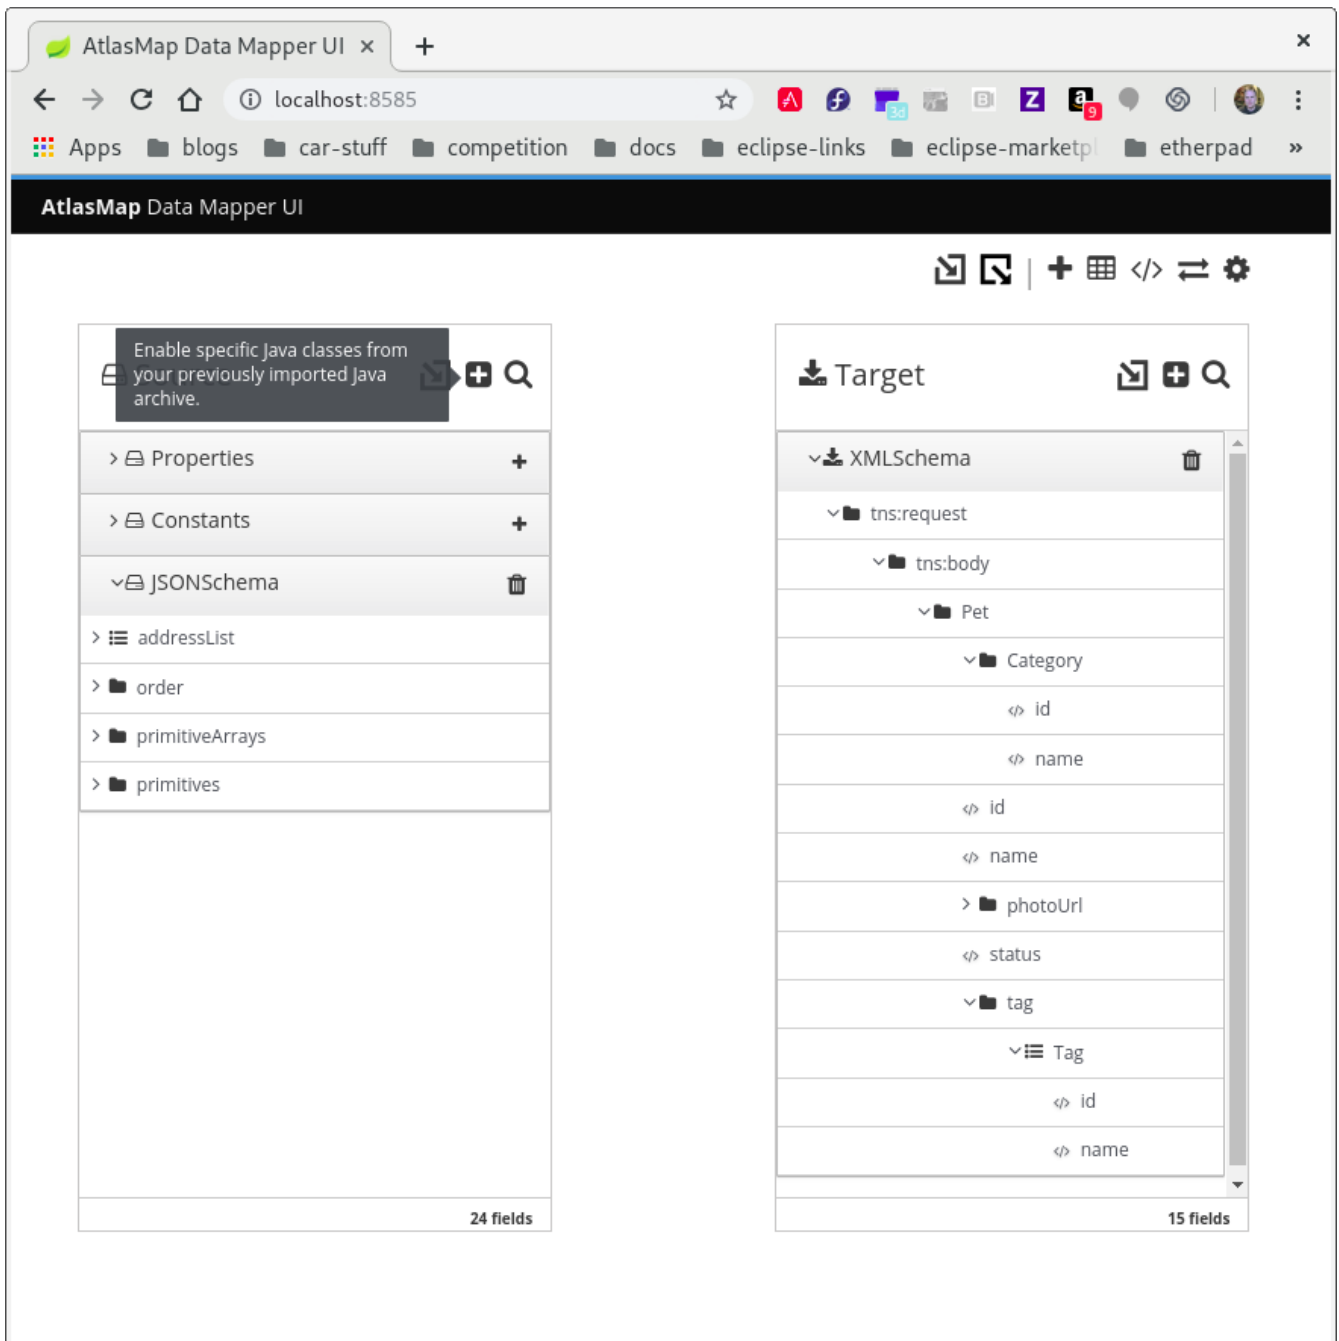 AtlasMap Data Mapper UI
localhost:8585
3d
B
Z
a
9
Apps
blogs
car-stuff
competition
docs
eclipse-links
eclipse-marketp
etherpad
AtlasMap Data Mapper UI
Enable specific Java classes from
your previously imported Java
archive.
Properties
Constants
JSONSchema
addressList
order
primitiveArrays
primitives
24 fields
Target
XMLSchema
tns:request
tns:body
Pet
Category
id
name
id
name
photoUrl
status
tag
Tag
id
name
15 fields